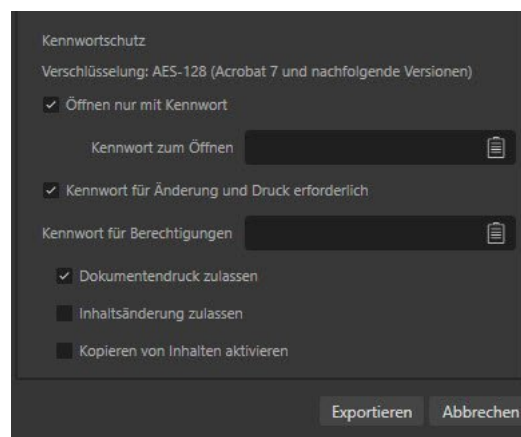 Kennwortschutz
Verschlüsselung: AES-128 (Acrobat 7 und nachfolgende Versionen)
Öffnen nur mit Kennwort
Kennwort zum Öffnen
Kennwort für Änderung und Druck erforderlich
Kennwort für Berechtigungen
Dokumentendruck zulassen
Inhaltsänderung zulassen
Kopieren von Inhalten aktivieren
Exportieren Abbrechen